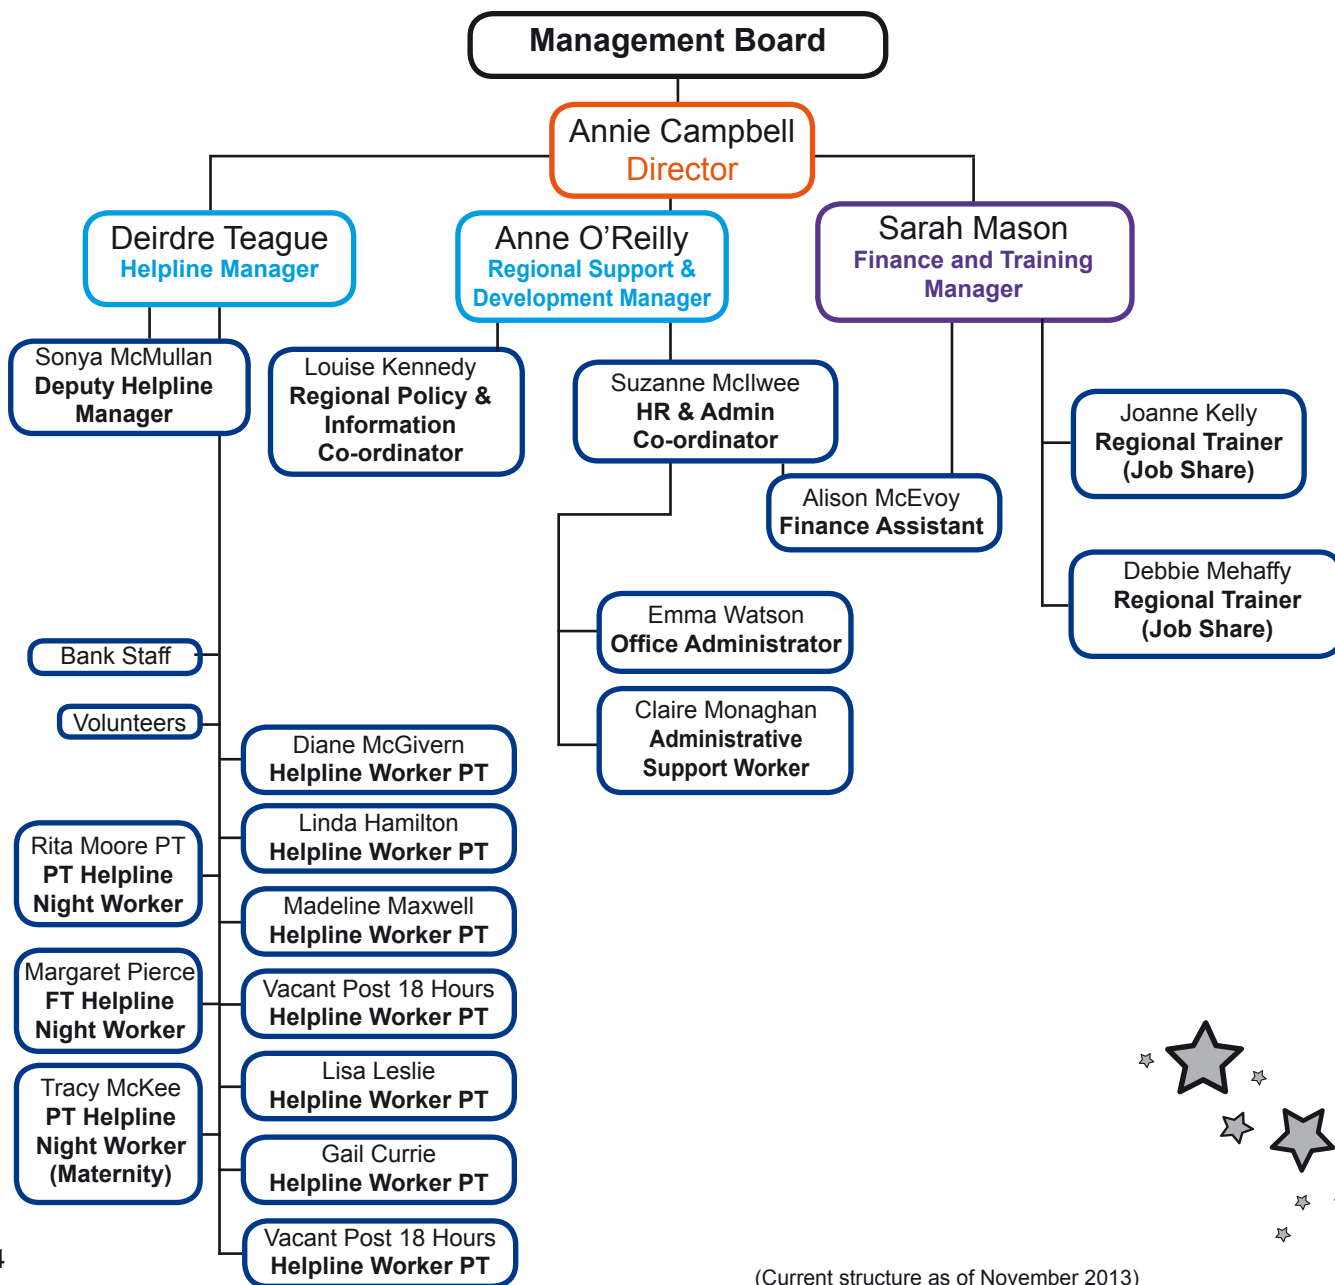 Management Board
Annie Campbell
Director
Deirdre Teague
Helpline Manager
Anne O’Reilly
Regional Support &
Development Manager
Sarah Mason
Finance and Training
Manager
Sonya McMullan
Deputy Helpline
Manager
Louise Kennedy
Regional Policy &
Information
Co-ordinator
Suzanne McIlwee
HR & Admin
Co-ordinator
Alison McEvoy
Finance Assistant
Joanne Kelly
Regional Trainer
(Job Share)
Debbie Mehaffy
Regional Trainer
(Job Share)
Emma Watson
Office Administrator
Claire Monaghan
Administrative
Support Worker
Bank Staff
Volunteers
Diane McGivern
Helpline Worker PT
Linda Hamilton
Helpline Worker PT
Rita Moore PT
PT Helpline
Night Worker
Madeline Maxwell
Helpline Worker PT
Margaret Pierce
FT Helpline
Night Worker
Vacant Post 18 Hours
Helpline Worker PT
Lisa Leslie
Helpline Worker PT
Tracy McKee
PT Helpline
Night Worker
(Maternity)
Gail Currie
Helpline Worker PT
Vacant Post 18 Hours
Helpline Worker PT
4
(Current structure as of November 2013)